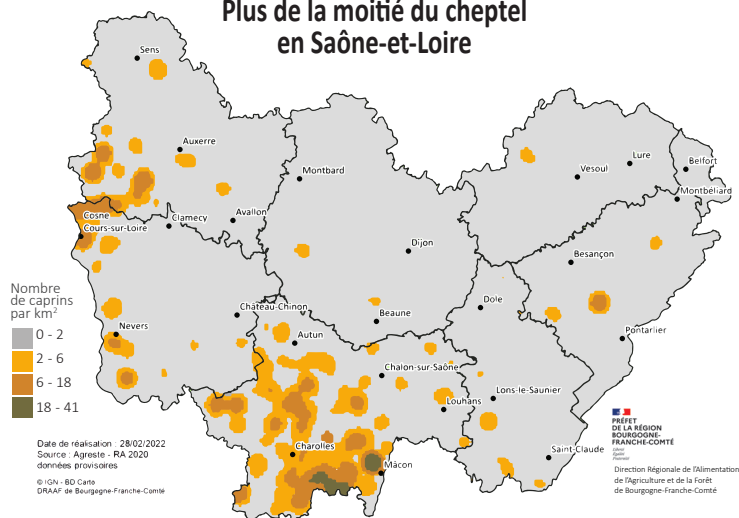 Plus de la moitié du cheptel
en Saône-et-Loire
Sens
Auxerre
Montbard
Lure
Vesoul
Belfort
Montbéliard
Cosne
Cours-sur-Loire
Clamecy
Avallon
Dijon
Besançon
Nombre
de caprins
par km²
0 - 2
2 - 6
6 - 18
18 - 41
Château-Chinon
Nevers
Beaune
Dole
Autun
Pontarlier
Chalon-sur-Saône
Louhans
Lons-le-Saunier
Charolles
Mâcon
Saint-Claude
Date de réalisation : 28/02/2022
Source : Agreste - RA 2020
données provisoires
© IGN - BD Carto
DRAAF de Bourgogne-Franche-Comté
PRÉFET
DE LA RÉGION
BOURGOGNE-
FRANCHE-COMTÉ
Liberté
Égalité
Fraternité
Direction Régionale de l'Alimentation
de l'Agriculture et de la Forêt
de Bourgogne-Franche-Comté